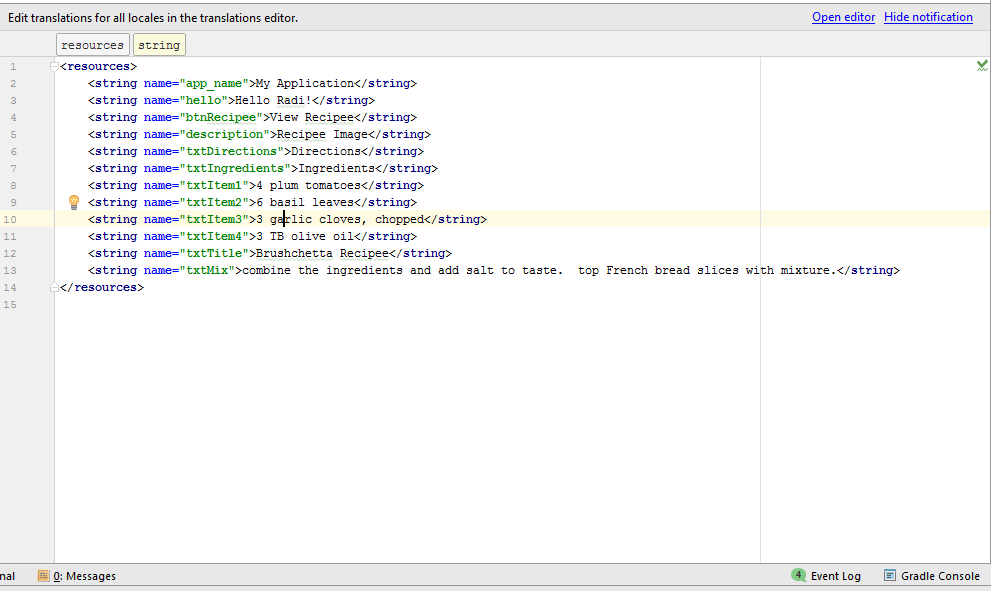 Edit translations for all locales in the translations editor. Open editor Hide notification
resources string
1 <resources>
2 <string name="app_name">My Application</string>
3 <string name="hello">Hello Radi!</string>
4 <string name="btnRecipee">View Recipee</string>
5 <string name="description">Recipee Image</string>
6 <string name="txtDirections">Directions</string>
7 <string name="txtIngredients">Ingredients</string>
8 <string name="txtItem1">4 plum tomatoes</string>
9 <string name="txtItem2">6 basil leaves</string>
10 <string name="txtItem3">3 garlic cloves, chopped</string>
11 <string name="txtItem4">3 TB olive oil</string>
12 <string name="txtTitle">Brushchetta Recipee</string>
13 <string name="txtMix">combine the ingredients and add salt to taste.  top French bread slices with mixture.</string>
14 </resources>
15
nal 0: Messages 4 Event Log Gradle Console